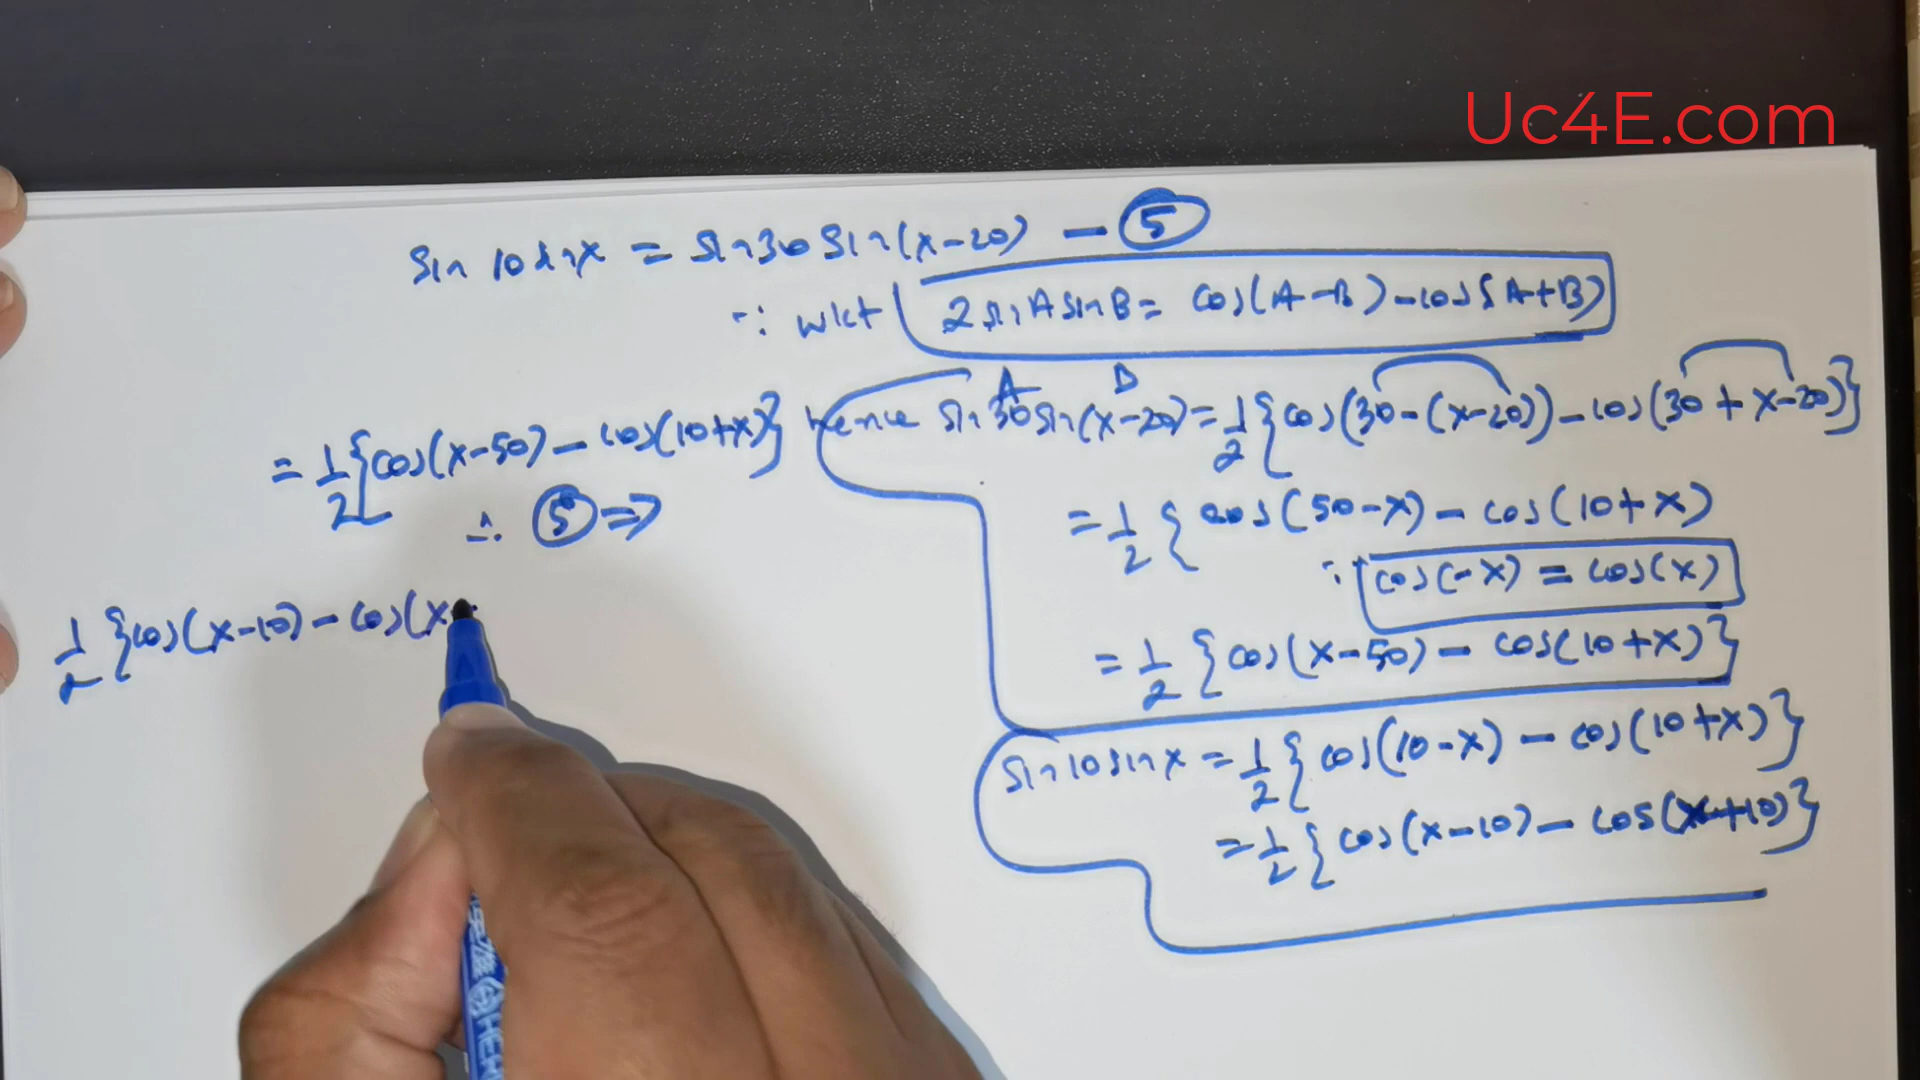 Uc4E.com
sin 10 sin x = sin 30 sin (x-20) - 5
∵ wkt 2 sin A sin B = cos (A-B) - cos (A+B)
A B
hence sin 30 sin (x-20) = 1/2 { cos (30 - (x-20)) - cos (30 + x-20) }
= 1/2 { cos (50-x) - cos (10+x)
∵ cos (-x) = cos (x)
= 1/2 { cos (x-50) - cos (10+x) }
sin 10 sin x = 1/2 { cos (10-x) - cos (10+x) }
= 1/2 { cos (x-10) - cos (x+10) }
= 1/2 { cos (x-50) - cos (10+x) }
∴ 5 ⇒
1/2 { cos (x-10) - cos (x